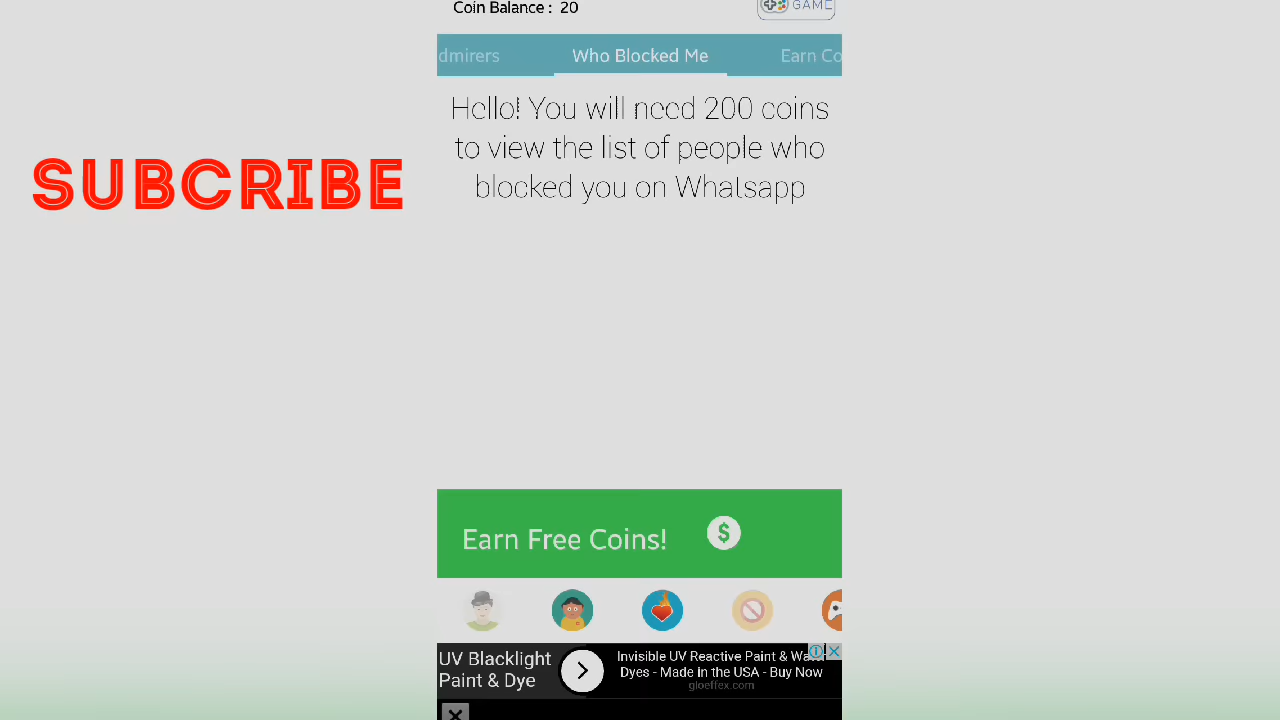 Coin Balance : 20
GAME
dmirers
Who Blocked Me
Earn Co
Hello! You will need 200 coins
to view the list of people who
blocked you on Whatsapp
SUBCRIBE
Earn Free Coins!
UV Blacklight
Paint & Dye
Invisible UV Reactive Paint & Water
Dyes - Made in the USA - Buy Now
gloeffex.com